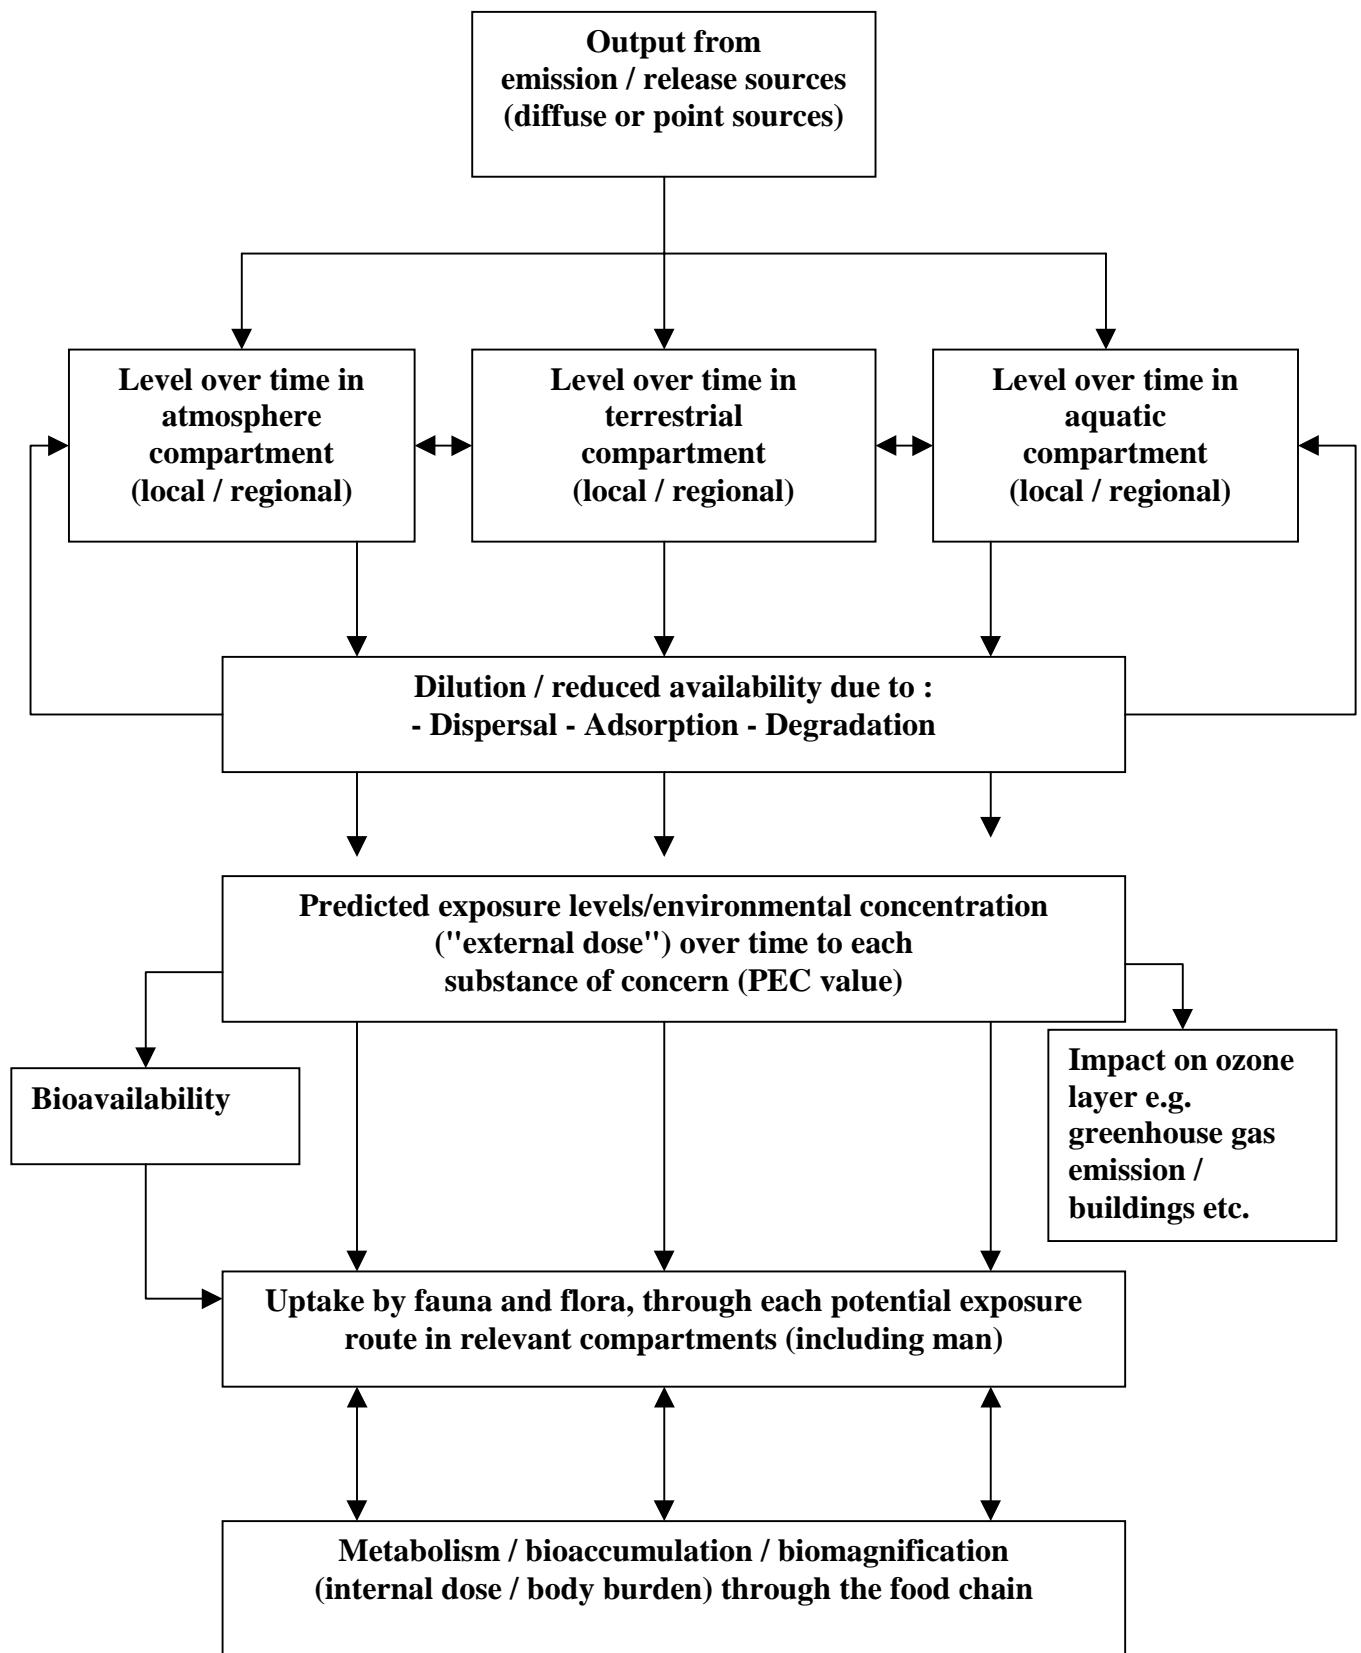 Output from
emission / release sources
(diffuse or point sources)
Level over time in
atmosphere
compartment
(local / regional)
Level over time in
terrestrial
compartment
(local / regional)
Level over time in
aquatic
compartment
(local / regional)
Dilution / reduced availability due to :
- Dispersal - Adsorption - Degradation
Predicted exposure levels/environmental concentration
("external dose") over time to each
substance of concern (PEC value)
Bioavailability
Impact on ozone
layer e.g.
greenhouse gas
emission /
buildings etc.
Uptake by fauna and flora, through each potential exposure
route in relevant compartments (including man)
Metabolism / bioaccumulation / biomagnification
(internal dose / body burden) through the food chain